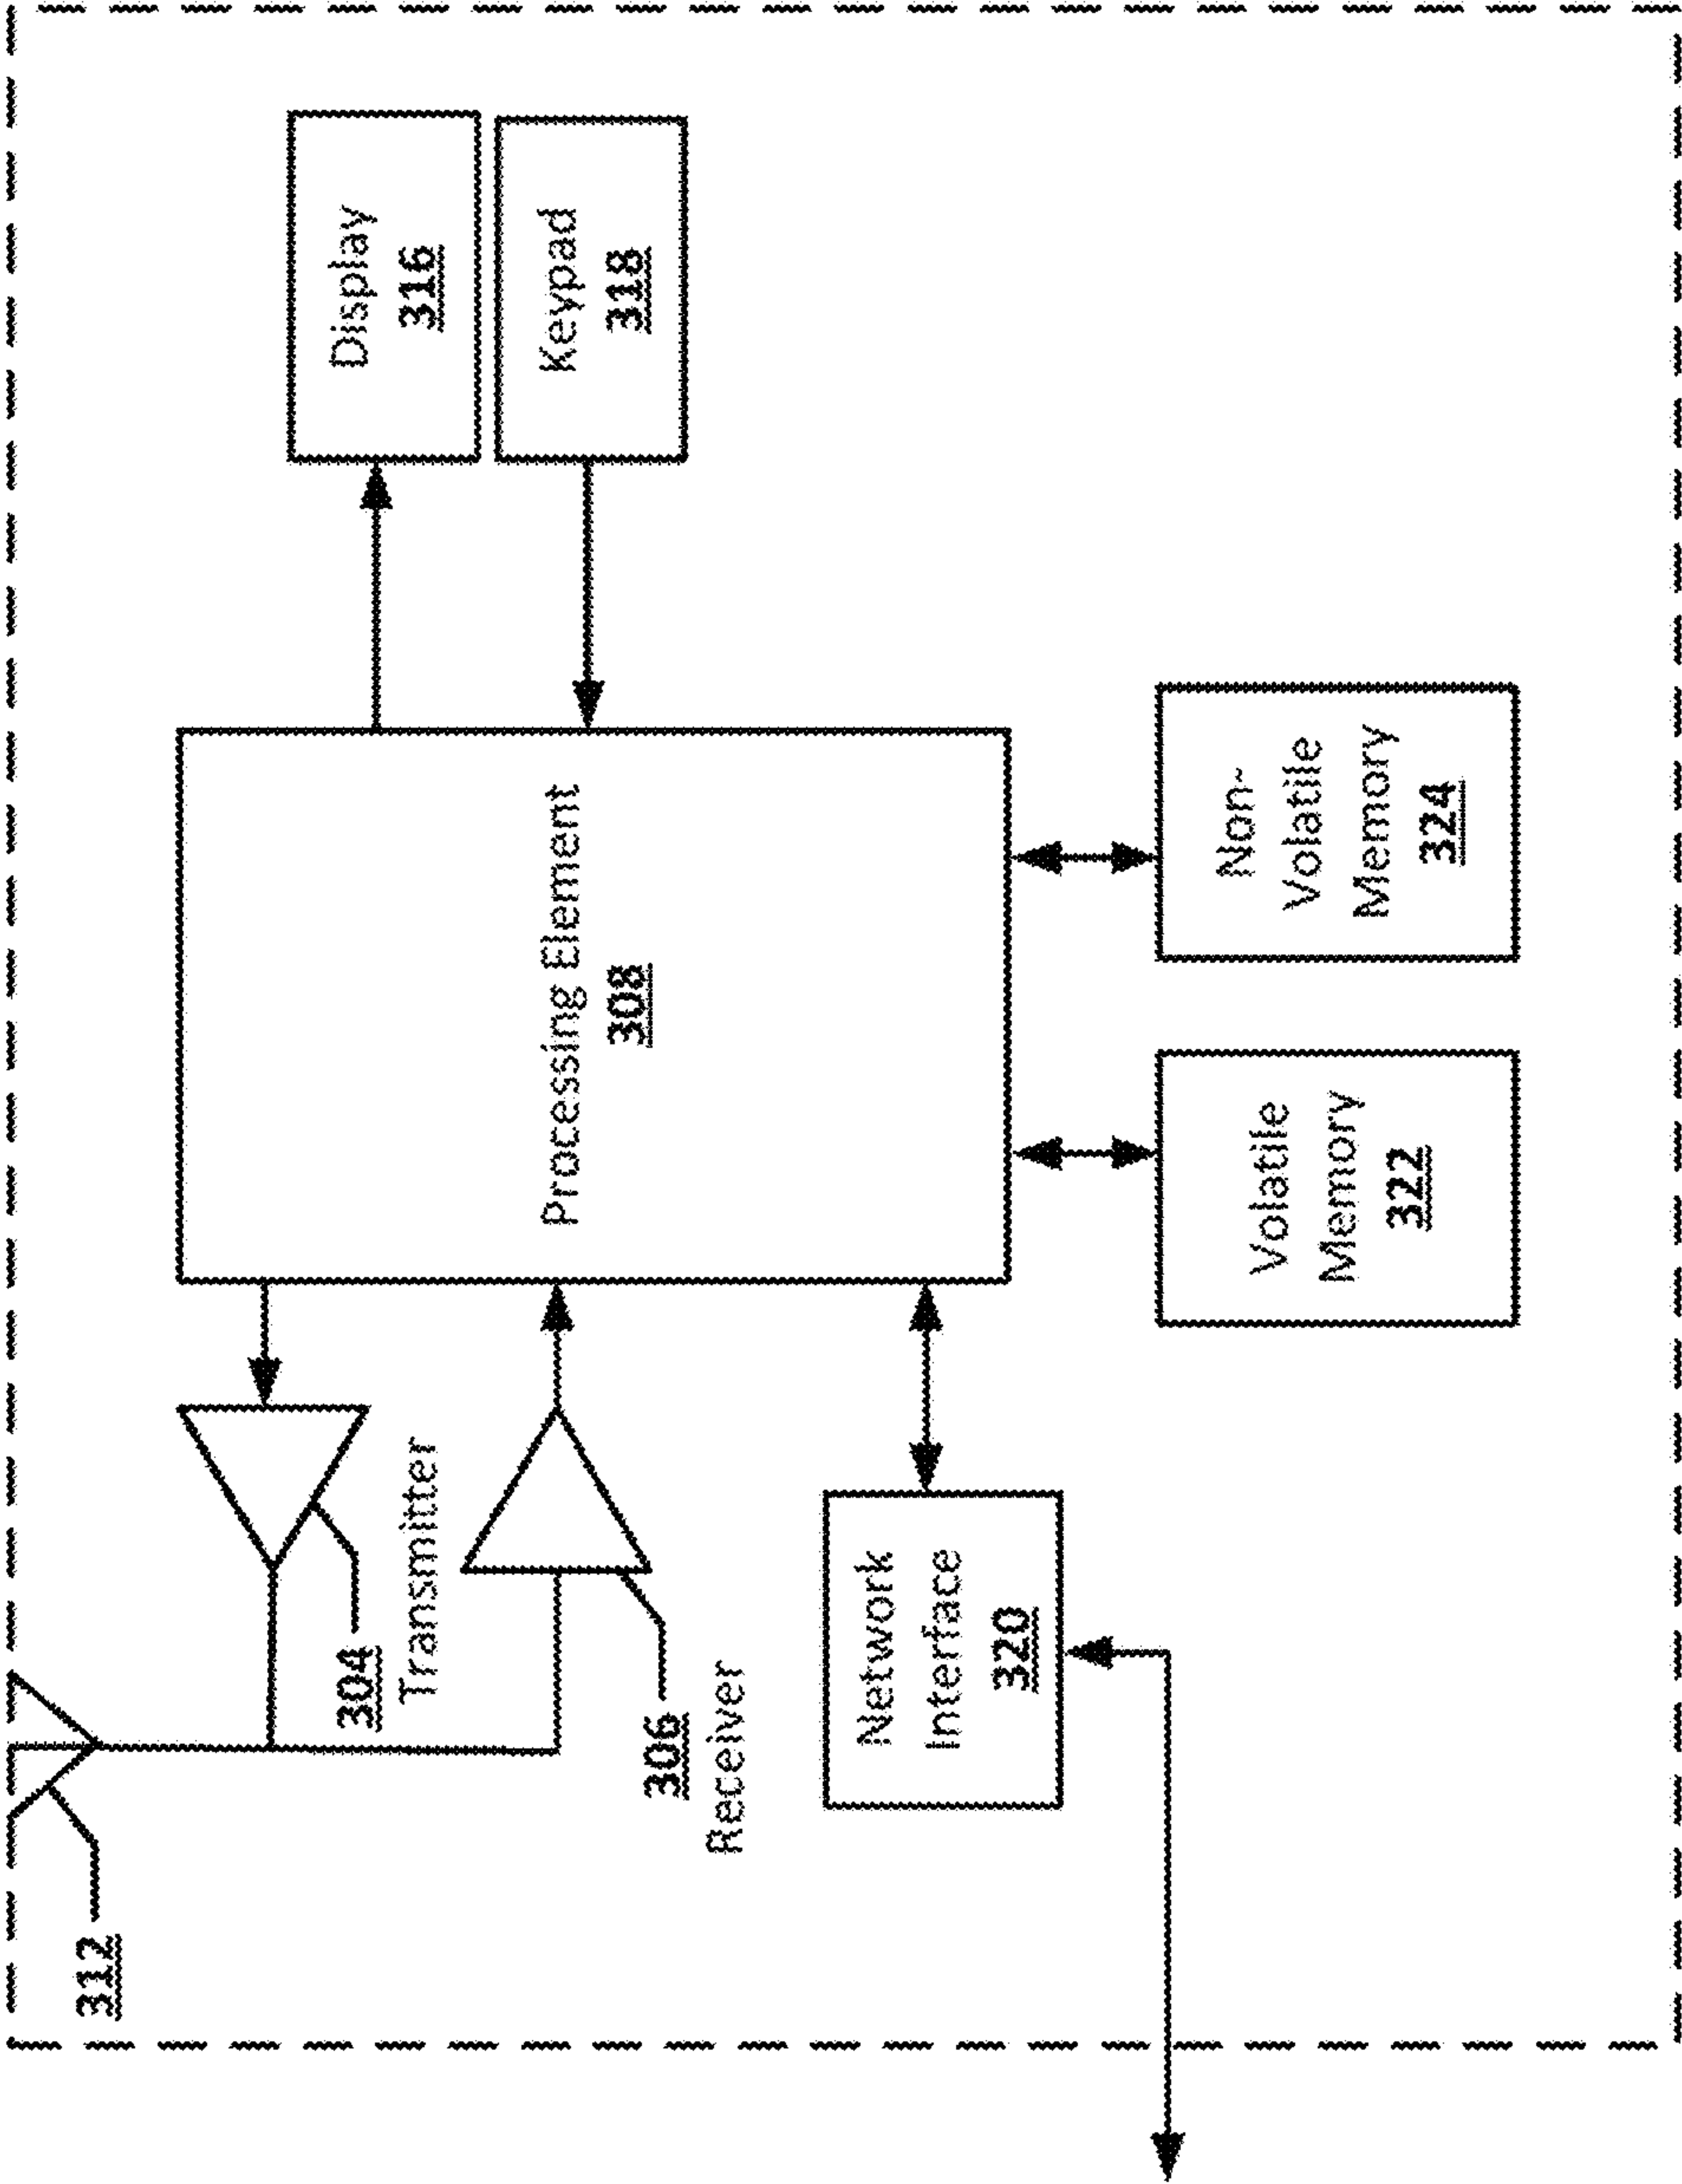 312
304
Transmitter
306
Receiver
Processing Element
308
Display
316
Keypad
318
Network
Interface
320
Volatile
Memory
322
Non-
Volatile
Memory
324